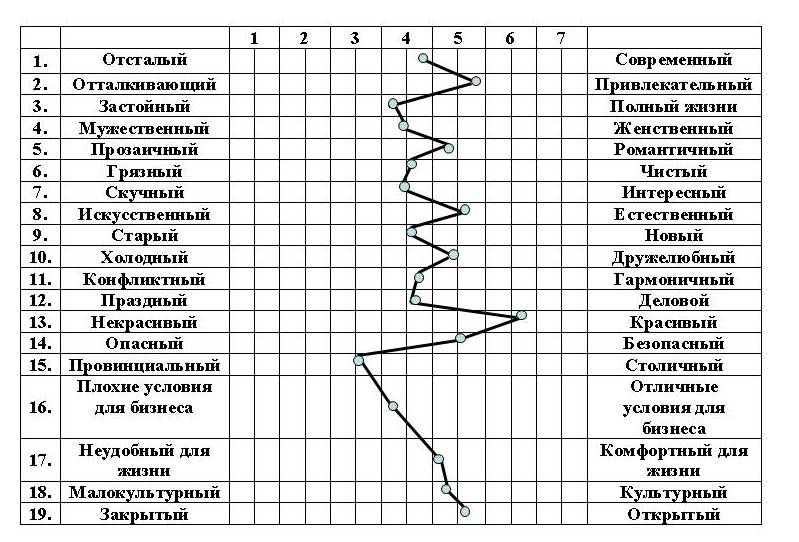 1 2 3 4 5 6 7
1. Отсталый Современный
2. Отталкивающий Привлекательный
3. Застойный Полный жизни
4. Мужественный Женственный
5. Прозаичный Романтичный
6. Грязный Чистый
7. Скучный Интересный
8. Искусственный Естественный
9. Старый Новый
10. Холодный Дружелюбный
11. Конфликтный Гармоничный
12. Праздный Деловой
13. Некрасивый Красивый
14. Опасный Безопасный
15. Провинциальный Столичный
16. Плохие условия
для бизнеса
Отличные
условия для
бизнеса
17. Неудобный для
жизни
Комфортный для
жизни
18. Малокультурный Культурный
19. Закрытый Открытый